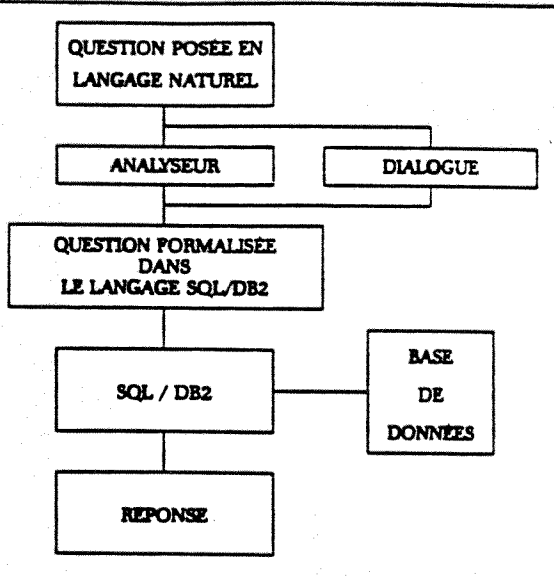 QUESTION POSÉE EN
LANGAGE NATUREL
ANALYSEUR
DIALOGUE
QUESTION FORMALISÉE
DANS
LE LANGAGE SQL/DB2
SQL / DB2
BASE
DE
DONNÉES
REPONSE